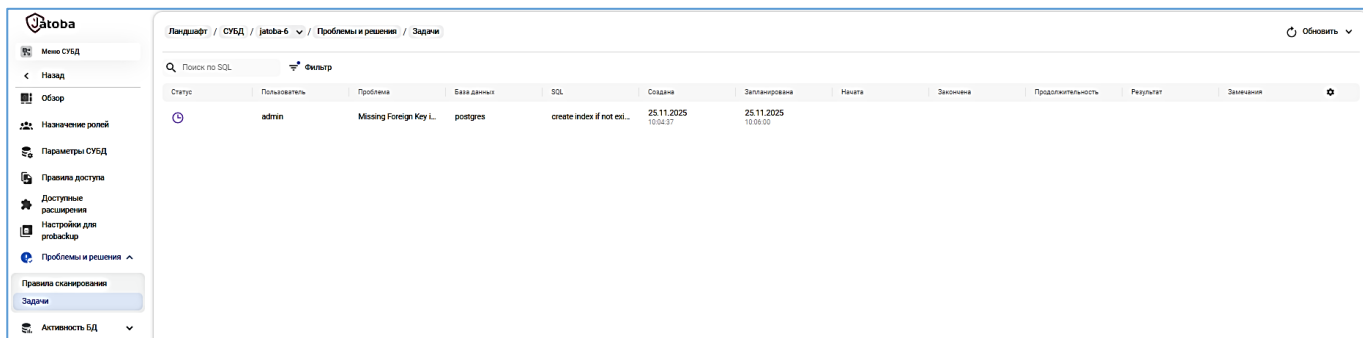 Jatoba
Меню СУБД
Назад
Обзор
Назначение ролей
Параметры СУБД
Правила доступа
Доступные
расширения
Настройки для
probackup
Проблемы и решения
Правила сканирования
Задачи
Активность БД
Ландшафт / СУБД / jatoba-6 / Проблемы и решения / Задачи
Обновить
Поиск по SQL
Фильтр
Статус Пользователь Проблема База данных SQL Создана Запланирована Начата Закончена Продолжительность Результат Замечания
admin Missing Foreign Key i... postgres create index if not exi... 25.11.2025 25.11.2025
10:04:37 10:06:00